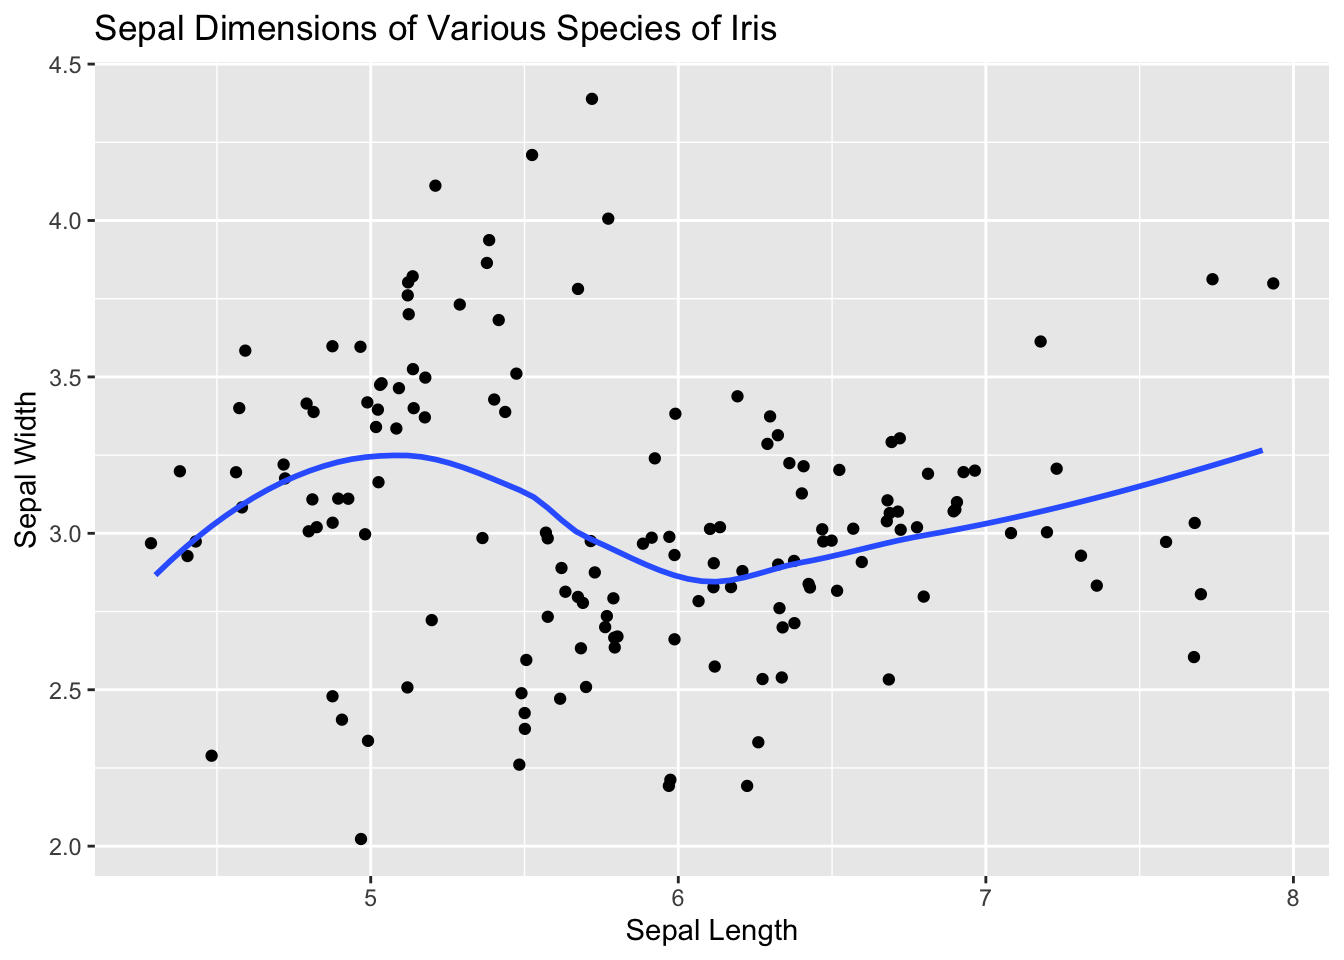 Sepal Dimensions of Various Species of Iris
4.5
4.0
3.5
3.0
2.5
2.0
Sepal Width
5 6 7 8
Sepal Length